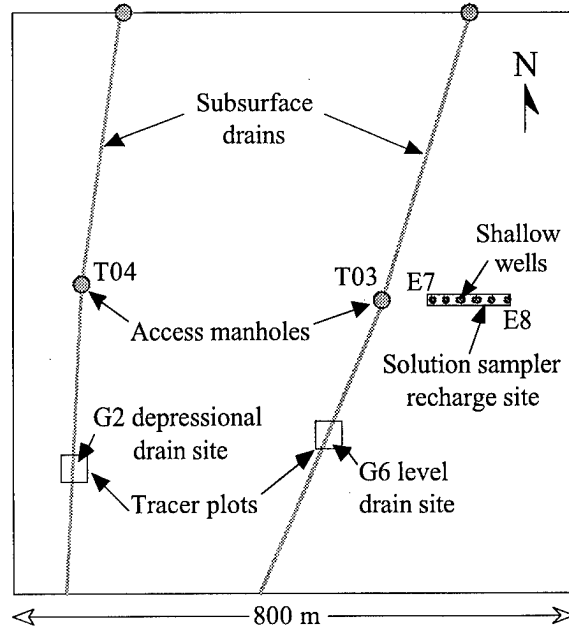 N
Subsurface
drains
Shallow
wells
T04
T03
E7
E8
Access manholes
Solution sampler
recharge site
G2 depressional
drain site
Tracer plots
G6 level
drain site
800 m